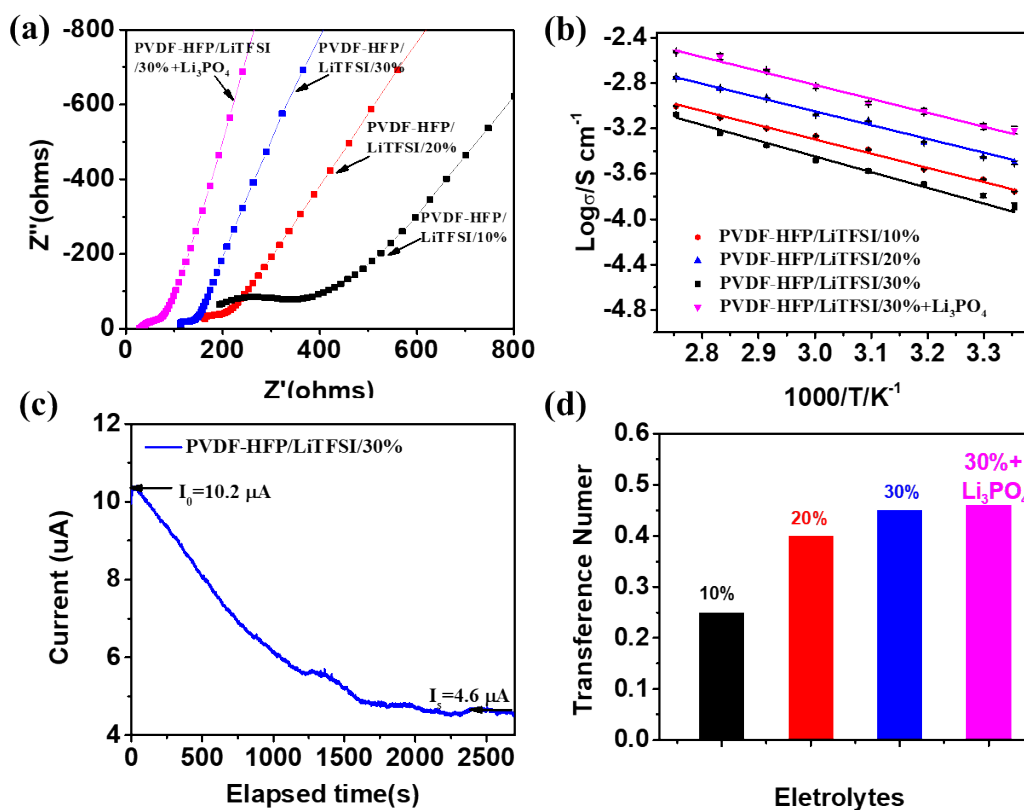 (a)
-800
-600
-400
-200
0
Z''(ohms)
PVDF-HFP/LiTFSI
/30%+Li₃PO₄
PVDF-HFP/
LiTFSI/30%
PVDF-HFP/
LiTFSI/20%
PVDF-HFP/
LiTFSI/10%
0 200 400 600 800
Z'(ohms)
(b)
-2.4
-2.8
-3.2
-3.6
-4.0
-4.4
-4.8
Logσ/S cm⁻¹
PVDF-HFP/LiTFSI/10%
PVDF-HFP/LiTFSI/20%
PVDF-HFP/LiTFSI/30%
PVDF-HFP/LiTFSI/30%+Li₃PO₄
2.8 2.9 3.0 3.1 3.2 3.3
1000/T/K⁻¹
(c)
12
10
8
6
4
Current (uA)
PVDF-HFP/LiTFSI/30%
I₀=10.2 μA
Iₛ=4.6 μA
0 500 1000 1500 2000 2500
Elapsed time(s)
(d)
0.6
0.5
0.4
0.3
0.2
0.1
0.0
Transference Numer
10%
20%
30%
30%+
Li₃PO₄
Eletrolytes